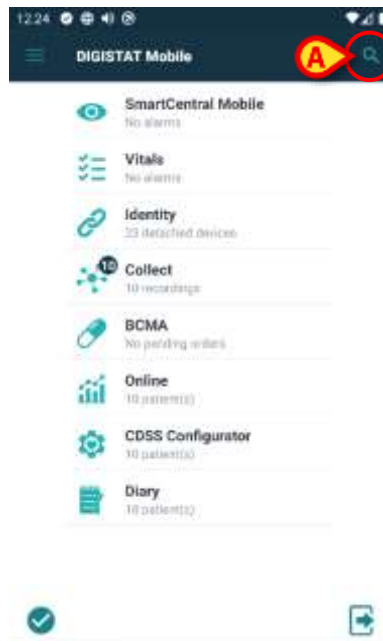 12.24
DIGISTAT Mobile
A
SmartCentral Mobile
No alarms
Vitals
No alarms
Identity
23 detached devices
10
Collect
10 recordings
BCMA
No pending orders
Online
10 patient(s)
CDSS Configurator
10 patient(s)
Diary
10 patient(s)